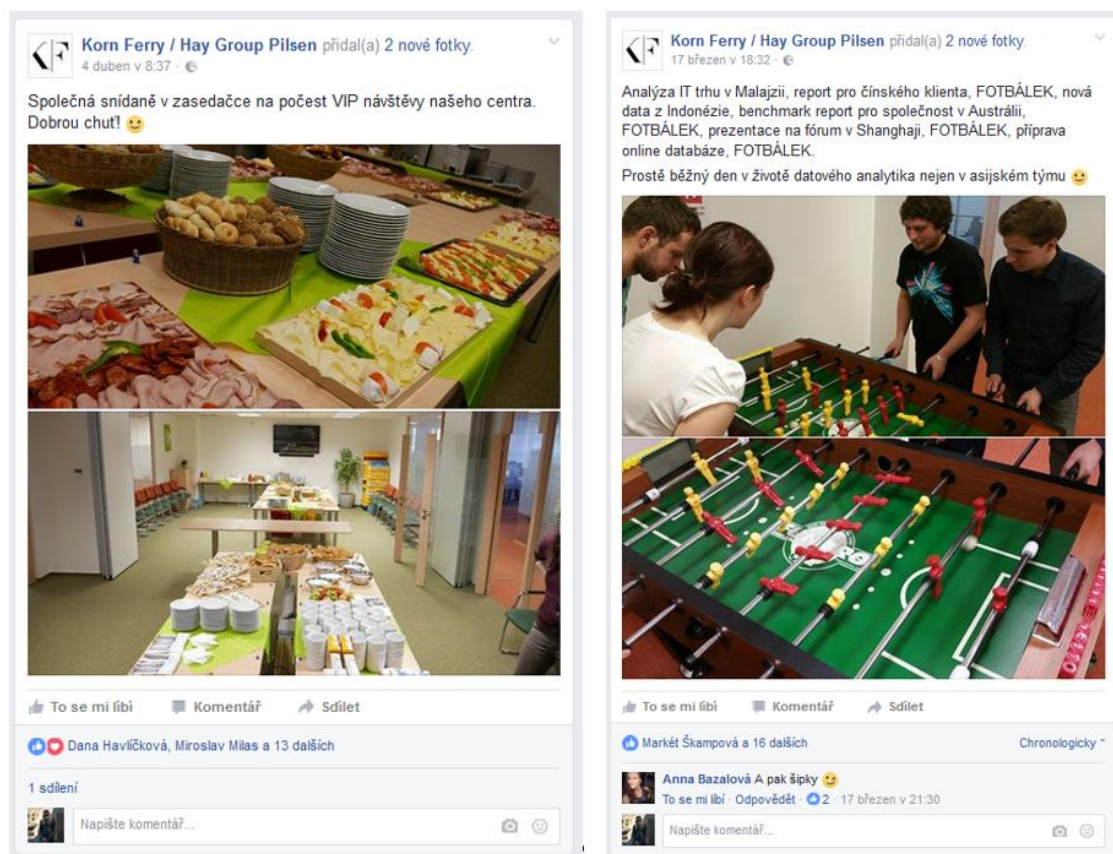 Korn Ferry / Hay Group Pilsen přidal(a) 2 nové fotky.
4 duben v 8:37 ·
Společná snídaně v zasedačce na počest VIP návštěvy našeho centra.
Dobrou chuť!
To se mi líbí Komentář Sdílet
Dana Havlíčková, Miroslav Milas a 13 dalších
1 sdílení
Napište komentář...
Korn Ferry / Hay Group Pilsen přidal(a) 2 nové fotky.
17 březen v 18:32 ·
Analýza IT trhu v Malajzii, report pro čínského klienta, FOTBÁLEK, nová
data z Indonézie, benchmark report pro společnost v Austrálii,
FOTBÁLEK, prezentace na fórum v Shanghaji, FOTBÁLEK, příprava
online databáze, FOTBÁLEK.
Prostě běžný den v životě datového analytika nejen v asijském týmu
To se mi líbí Komentář Sdílet
Markét Škampová a 16 dalších Chronologicky
Anna Bazalová A pak šipky
To se mi líbí · Odpovědět · 2 · 17 březen v 21:30
Napište komentář...